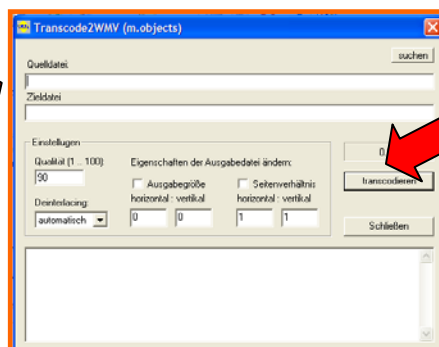 Transcode2WMV (m.objects)
suchen
Quelldatei:
Zieldatei
Einstellugen
Qualität (1 .. 100)
Eigenschaften der Ausgabedatei ändern:
90
Ausgabegröße
Seitenverhältnis
transcodieren
Deinterlacing:
horizontal : vertikal
horizontal : vertikal
automatisch
0
0
1
1
Schließen